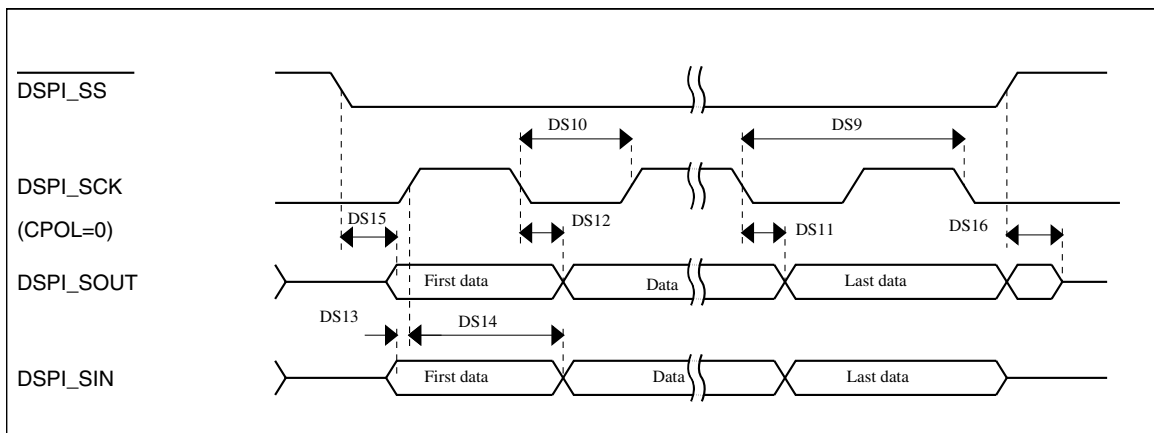 DSPI_SS
DS10
DS9
DSPI_SCK
(CPOL=0)
DS15
DS12
DS11
DS16
DSPI_SOUT
First data
Data
Last data
DS13
DS14
DSPI_SIN
First data
Data
Last data